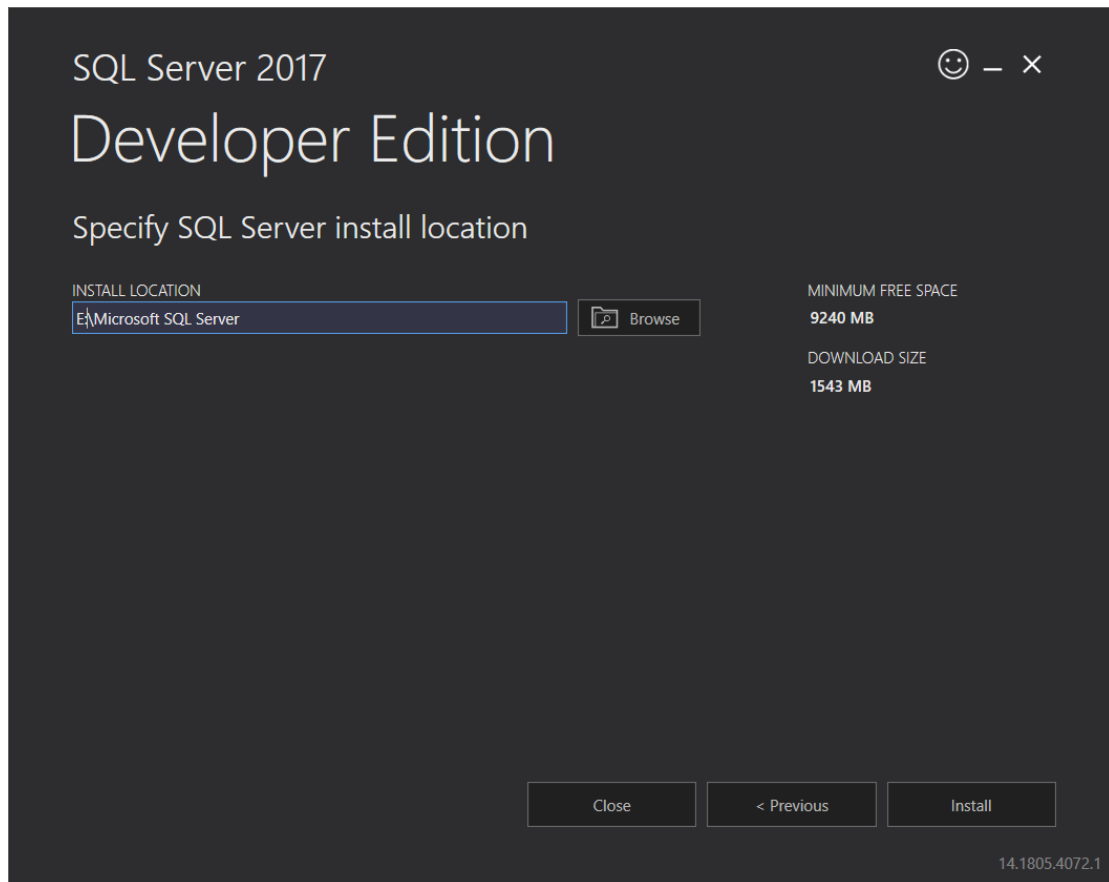 SQL Server 2017
Developer Edition
Specify SQL Server install location
INSTALL LOCATION
E:\Microsoft SQL Server
Browse
MINIMUM FREE SPACE
9240 MB
DOWNLOAD SIZE
1543 MB
Close
< Previous
Install
14.1805.4072.1